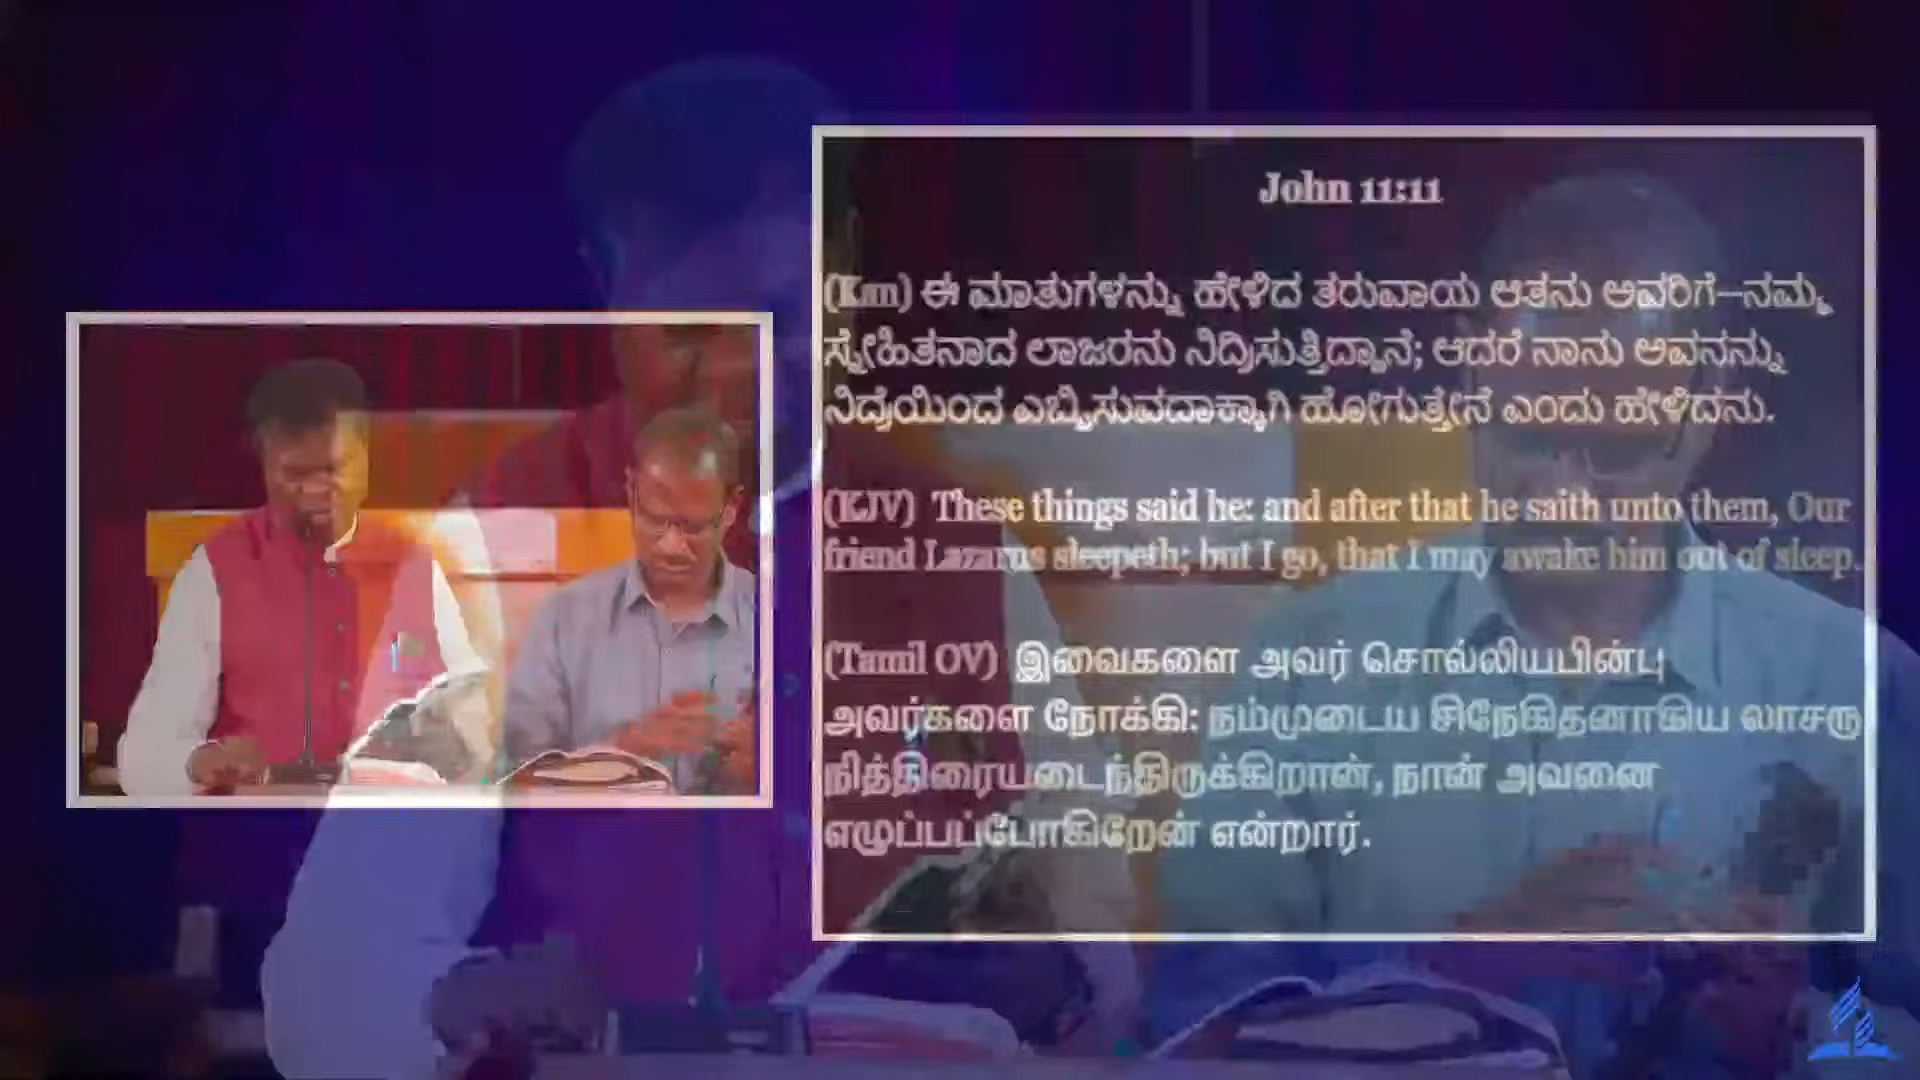 John 11:11
(Kan) ಈ ಮಾತುಗಳನ್ನು ಹೇಳಿದ ತರುವಾಯ ಆತನು ಅವರಿಗೆ—ನಮ್ಮ
ಸ್ನೇಹಿತನಾದ ಲಾಜರನು ನಿದ್ರಿಸುತ್ತಿದ್ದಾನೆ; ಆದರೆ ನಾನು ಅವನನ್ನು
ನಿದ್ರೆಯಿಂದ ಎಬ್ಬಿಸುವದಾಕ್ಕಾಗಿ ಹೋಗುತ್ತೇನೆ ಎಂದು ಹೇಳಿದನು.
(KJV) These things said he: and after that he saith unto them, Our
friend Lazarus sleepeth; but I go, that I may awake him out of sleep.
(Tamil OV) இவைகளை அவர் சொல்லியபின்பு
அவர்களை நோக்கி: நம்முடைய சிநேகிதனாகிய லாசரு
நித்திரையடைந்திருக்கிறான், நான் அவனை
எழுப்பப்போகிறேன் என்றார்.